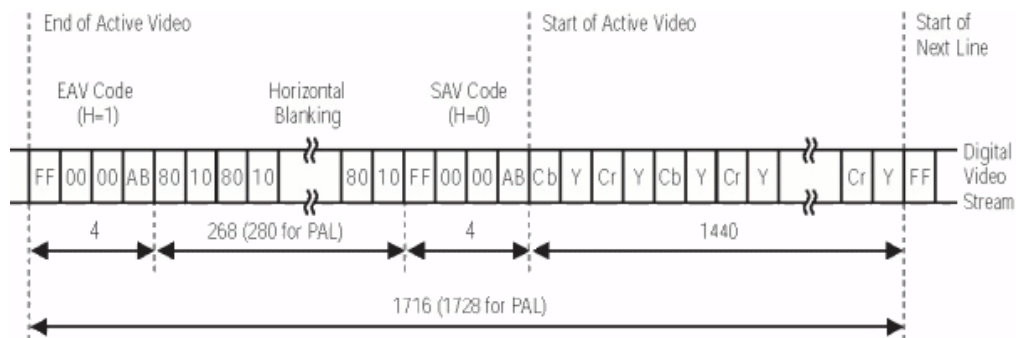 End of Active Video
Start of Active Video
Start of
Next Line
EAV Code
(H=1)
Horizontal
Blanking
SAV Code
(H=0)
FF 00 00 AB 80 10 80 10 80 10 FF 00 00 AB Cb Y Cr Y Cb Y Cr Y Cr Y FF
Digital
Video
Stream
4
268 (280 for PAL)
4
1440
1716 (1728 for PAL)